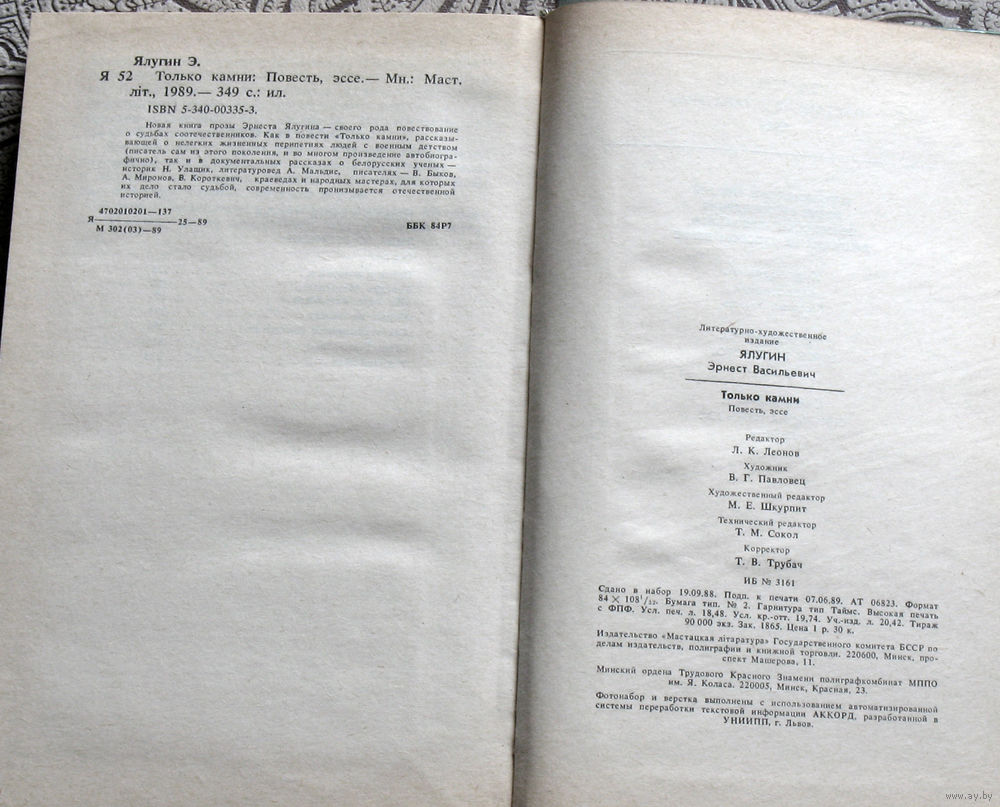 Ялугин Э.
Я 52 Только камни: Повесть, эссе.— Мн.: Маст.
літ., 1989.— 349 с.: ил.
ISBN 5-340-00335-3.
Новая книга прозы Эрнеста Ялугина — своего рода повествование
о судьбах соотечественников. Как в повести «Только камни», рассказы-
вающей о нелегких жизненных перипетиях людей с военным детством
(писатель сам из этого поколения, и во многом произведение автобиогра-
фично), так и в документальных рассказах о белорусских ученых —
историк Н. Улащик, литературовед А. Мальдис, писателях — В. Быков,
А. Миронов, В. Короткевич, краеведах и народных мастерах, для которых
их дело стало судьбой, современность пронизывается отечественной
историей.
4702010201—137
Я————25—89
М 302(03)—89
ББК 84Р7
Литературно-художественное
издание
ЯЛУГИН
Эрнест Васильевич
Только камни
Повесть, эссе
Редактор
Л. К. Леонов
Художник
В. Г. Павловец
Художественный редактор
М. Е. Шкурпит
Технический редактор
Т. М. Сокол
Корректор
Т. В. Трубач
ИБ № 3161
Сдано в набор 19.09.88. Подп. к печати 07.06.89. АТ 06823. Формат
84 × 108¹/₃₂. Бумага тип. № 2. Гарнитура тип Таймс. Высокая печать
с ФПФ. Усл. печ. л. 18,48. Усл. кр.-отт. 19,74. Уч.-изд. л. 20,42. Тираж
90 000 экз. Зак. 1865. Цена 1 р. 30 к.
Издательство «Мастацкая літаратура» Государственного комитета БССР по
делам издательств, полиграфии и книжной торговли. 220600, Минск, про-
спект Машерова, 11.
Минский ордена Трудового Красного Знамени полиграфкомбинат МППО
им. Я. Коласа. 220005, Минск, Красная, 23.
Фотонабор и верстка выполнены с использованием автоматизированной
системы переработки текстовой информации АККОРД, разработанной в
УНИИПП, г. Львов.
www.ay.by